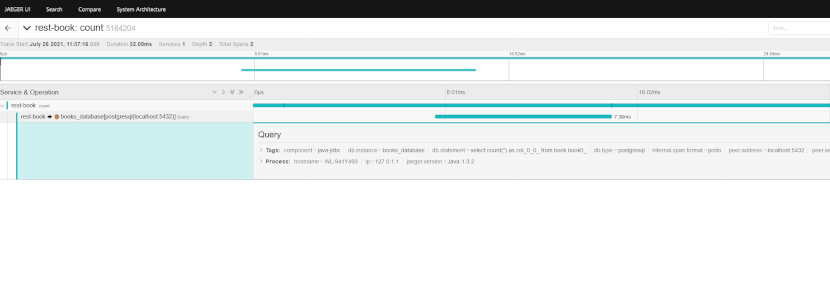 JAEGER UI Search Compare System Architecture
rest-book: count 5164204
Trace Start July 26 2021, 11:37:16 Duration 32.05ms Services 1 Depth 2 Total Spans 2
0µs 8.01ms 16.02ms 24.04ms
Service & Operation 0µs 8.01ms 16.02ms
rest-book count
rest-book books_database[postgresql(localhost:5432)] Query 7.38ms
Query
Tags: component = java-jdbc db.instance = books_database db.statement = select count(*) as col_0_0_ from book book0_ db.type = postgresql internal.span.format = proto peer.address = localhost:5432 peer.se
Process: hostname = WL-941Y493 ip = 127.0.1.1 jaeger.version = Java-1.3.2